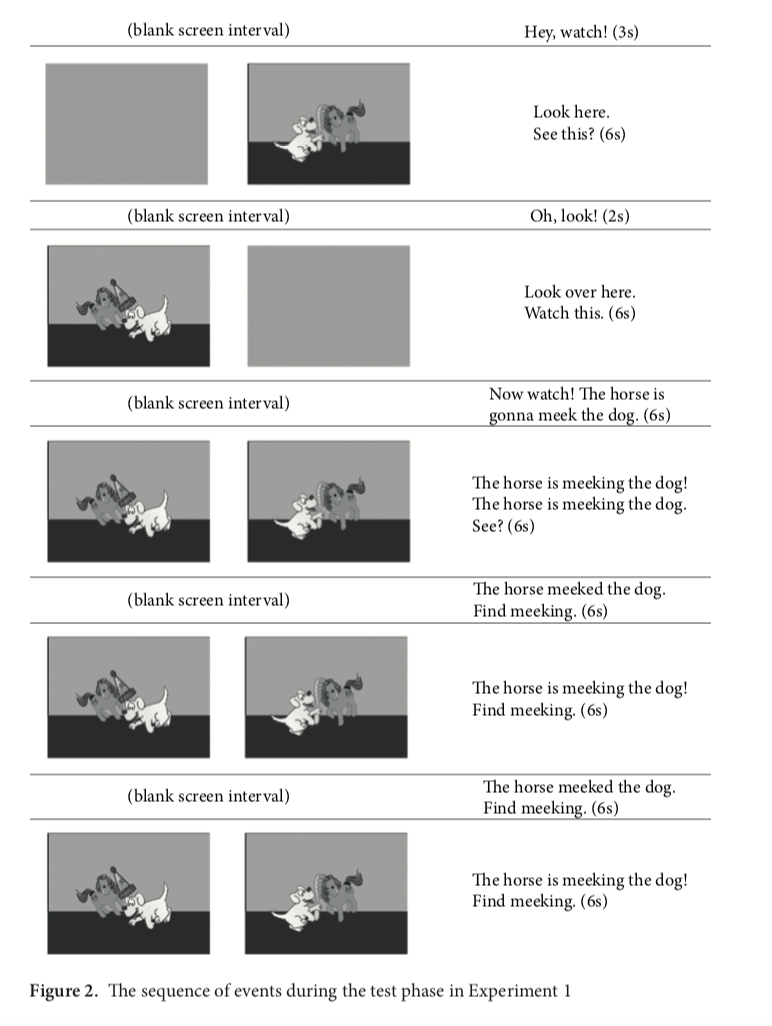 (blank screen interval) Hey, watch! (3s)
Look here.
See this? (6s)
(blank screen interval) Oh, look! (2s)
Look over here.
Watch this. (6s)
(blank screen interval) Now watch! The horse is
gonna meek the dog. (6s)
The horse is meeking the dog!
The horse is meeking the dog.
See? (6s)
(blank screen interval) The horse meeked the dog.
Find meeking. (6s)
The horse is meeking the dog!
Find meeking. (6s)
(blank screen interval) The horse meeked the dog.
Find meeking. (6s)
The horse is meeking the dog!
Find meeking. (6s)
Figure 2. The sequence of events during the test phase in Experiment 1